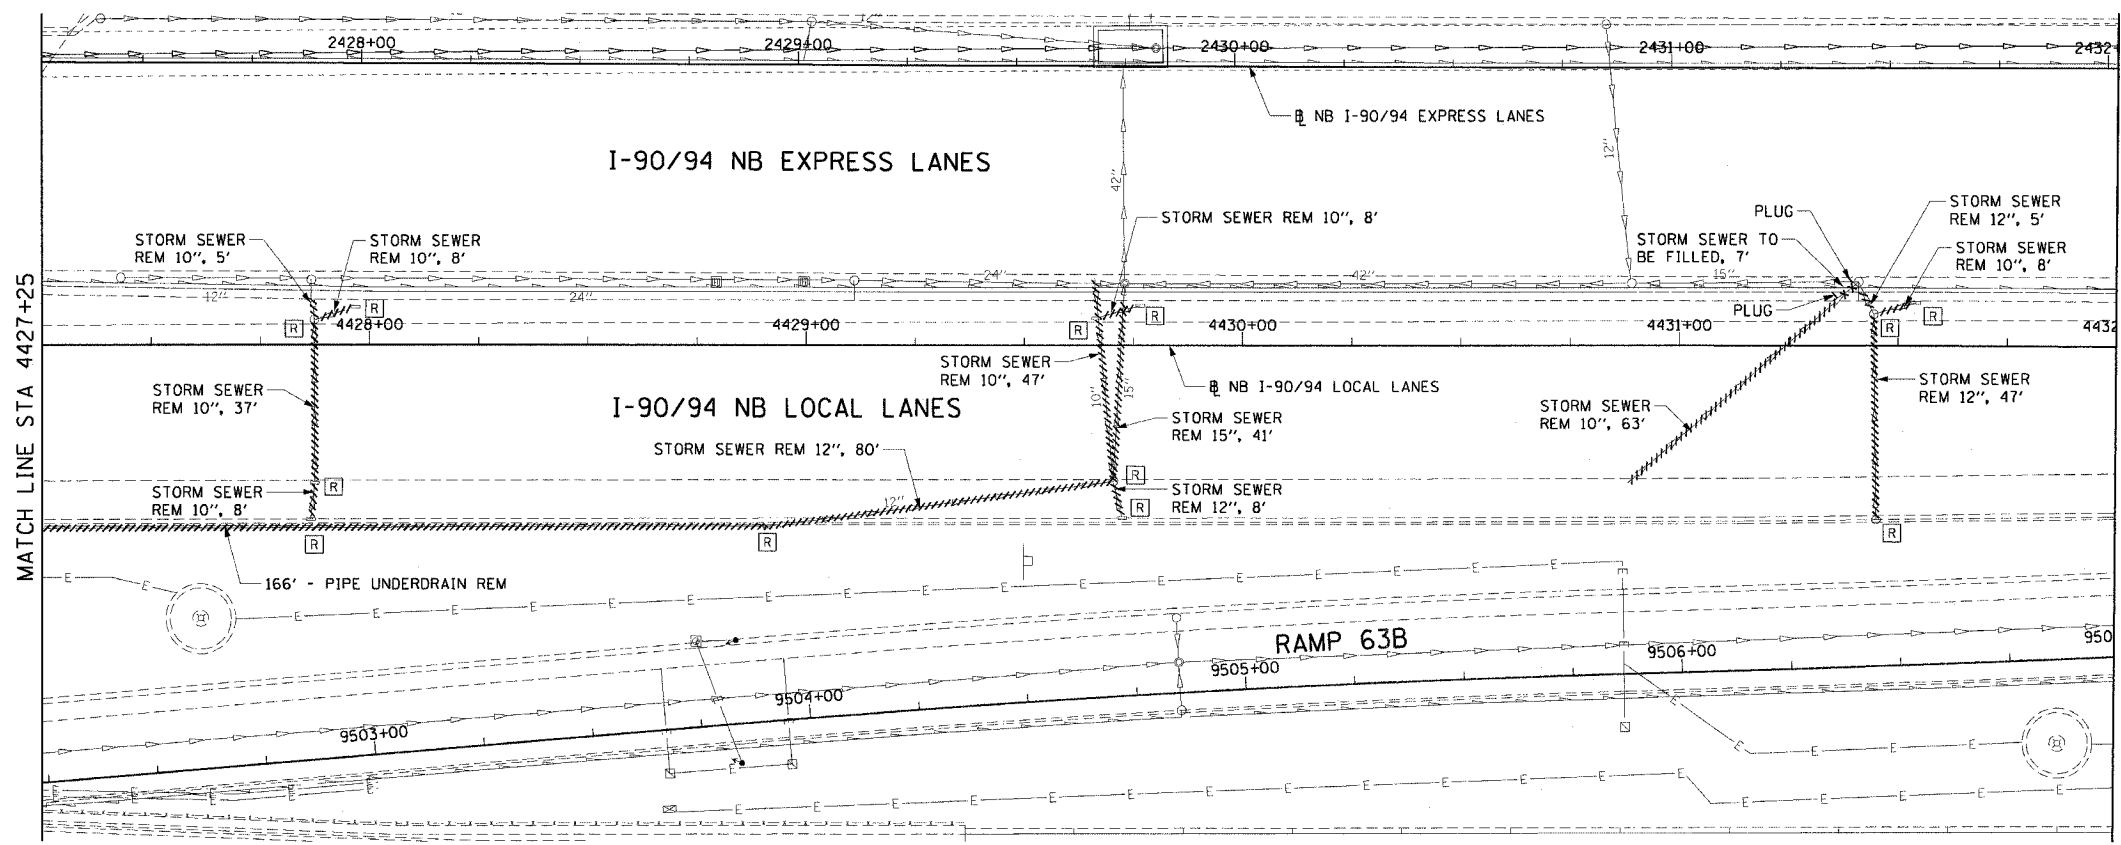 12"
2428+00
2429+00
2430+00
2431+00
2432
℄ NB I-90/94 EXPRESS LANES
I-90/94 NB EXPRESS LANES
12"
42"
STORM SEWER
REM 10", 5'
STORM SEWER
REM 10", 8'
STORM SEWER REM 10", 8'
PLUG
STORM SEWER TO
BE FILLED, 7'
STORM SEWER
REM 12", 5'
STORM SEWER
REM 10", 8'
12"
24"
24"
42"
15"
PLUG
R
R
R
R
R
R
4428+00
4429+00
4430+00
4431+00
4432
MATCH LINE STA 4427+25
STORM SEWER
REM 10", 37'
STORM SEWER
REM 10", 47'
10"
15"
℄ NB I-90/94 LOCAL LANES
I-90/94 NB LOCAL LANES
STORM SEWER
REM 15", 41'
STORM SEWER
REM 10", 63'
STORM SEWER
REM 12", 47'
STORM SEWER REM 12", 80'
STORM SEWER
REM 10", 8'
R
12"
R
STORM SEWER
REM 12", 8'
R
R
R
R
166' - PIPE UNDERDRAIN REM
E E E E E E E E E E
RAMP 63B
9503+00
9504+00
9505+00
9506+00
950
E E E E E E
E E E E E
E E E E E E E E E E E E E E E E E E